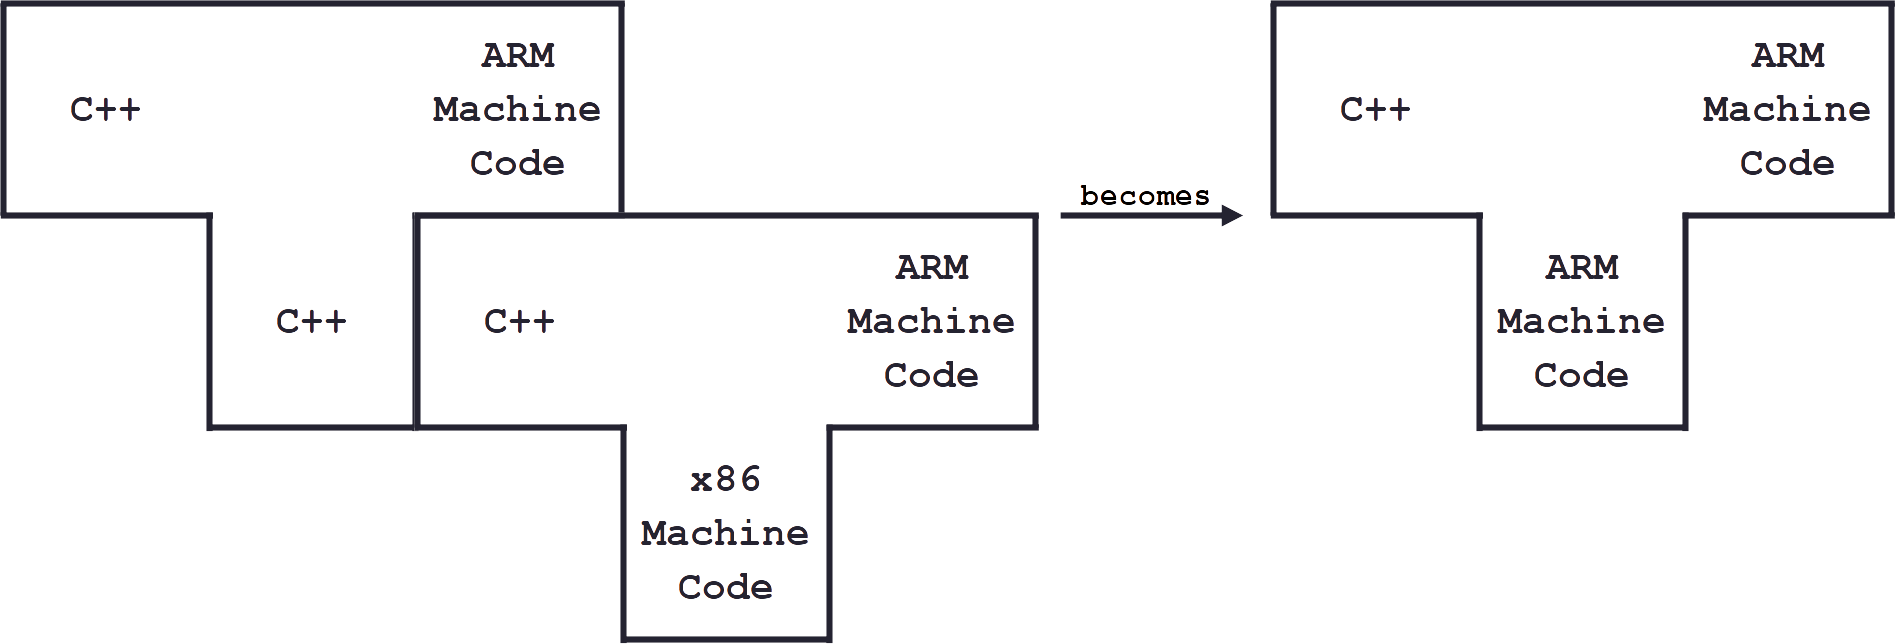 C++
ARM
Machine
Code
C++
C++
ARM
Machine
Code
x86
Machine
Code
becomes
C++
ARM
Machine
Code
ARM
Machine
Code